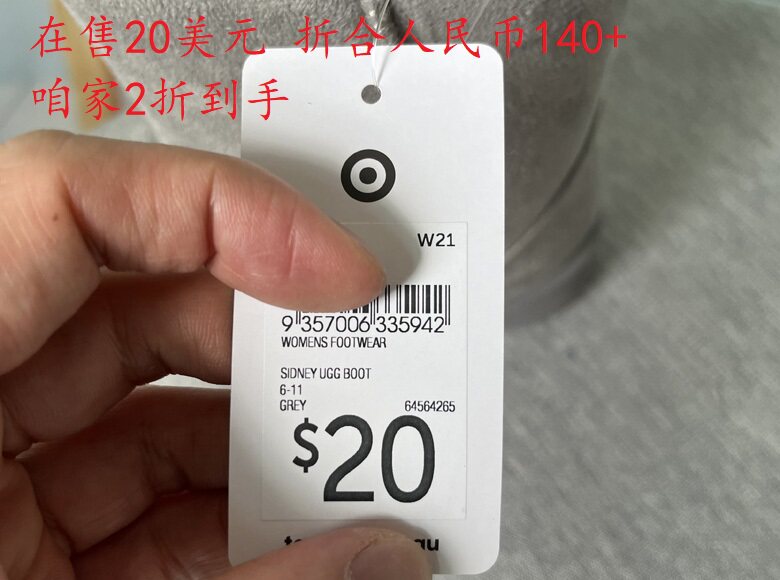 在售20美元 折合人民币140+
咱家2折到手
W21
9 357006 335942
WOMENS FOOTWEAR
SIDNEY UGG BOOT
6-11
GREY 64564265
$20